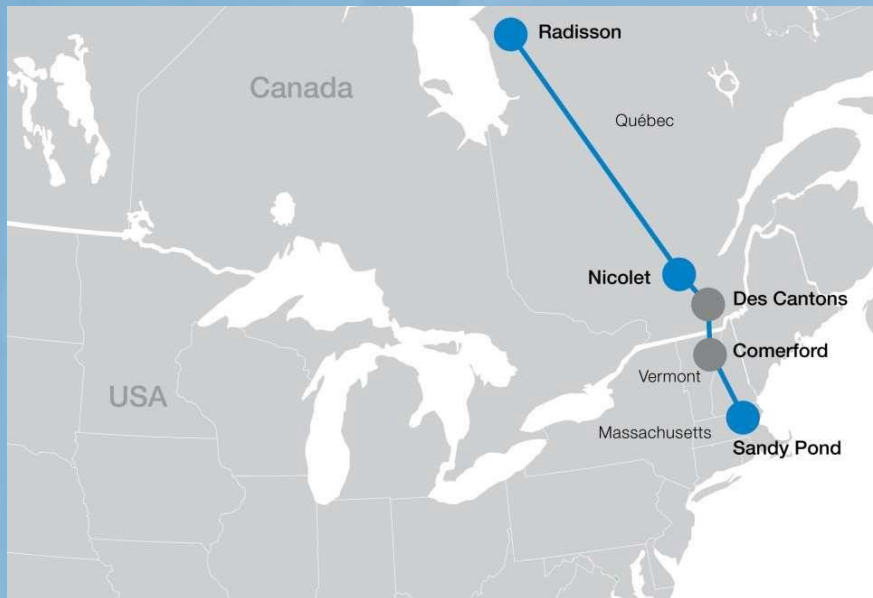 Radisson
Canada
Québec
Nicolet
Des Cantons
Comerford
Vermont
USA
Massachusetts
Sandy Pond